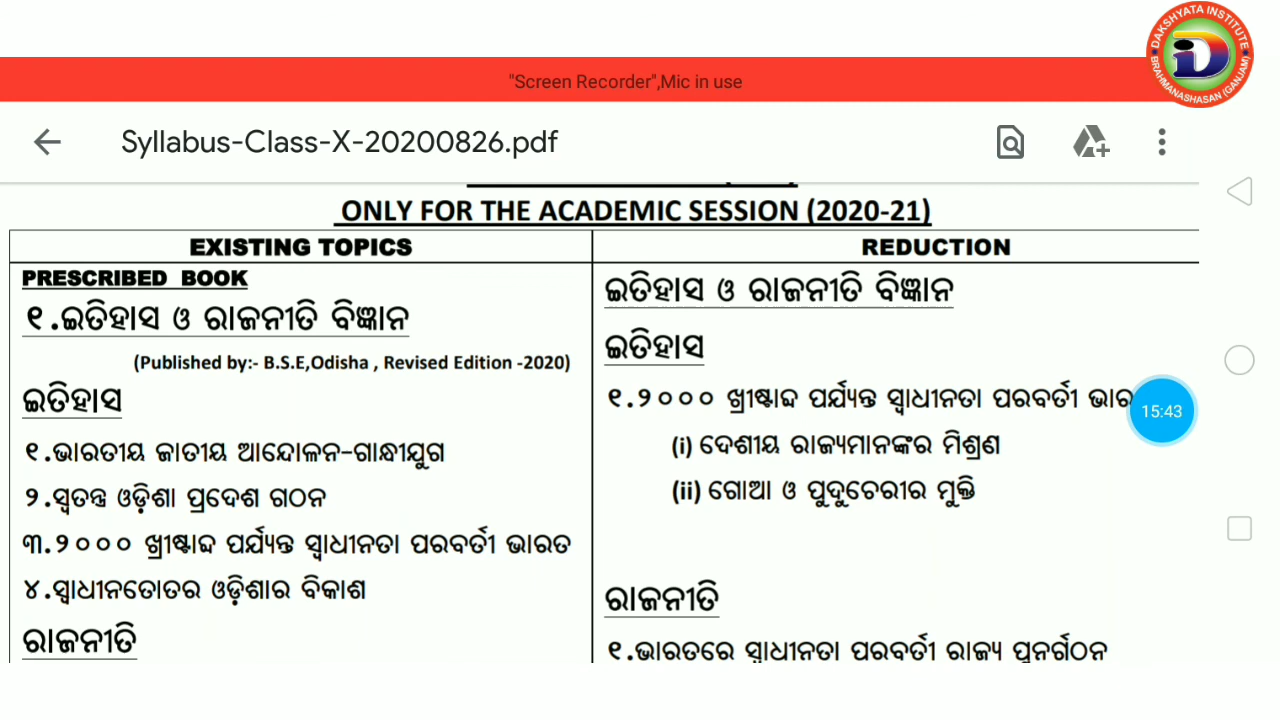 DAKSHYATA INSTITUTE
BRAHMANASHASAN (GANJAM)
"Screen Recorder",Mic in use
Syllabus-Class-X-20200826.pdf
ONLY FOR THE ACADEMIC SESSION (2020-21)
EXISTING TOPICS
PRESCRIBED BOOK
୧.ଇତିହାସ ଓ ରାଜନୀତି ବିଜ୍ଞାନ
(Published by:- B.S.E,Odisha , Revised Edition -2020)
ଇତିହାସ
୧.ଭାରତୀୟ ଜାତୀୟ ଆନ୍ଦୋଳନ-ଗାନ୍ଧୀଯୁଗ
୨.ସ୍ୱତନ୍ତ୍ର ଓଡ଼ିଶା ପ୍ରଦେଶ ଗଠନ
୩.୨୦୦୦ ଖ୍ରୀଷ୍ଟାବ୍ଦ ପର୍ଯ୍ୟନ୍ତ ସ୍ୱାଧୀନତା ପରବର୍ତୀ ଭାରତ
୪.ସ୍ୱାଧୀନତୋତର ଓଡ଼ିଶାର ବିକାଶ
ରାଜନୀତି
REDUCTION
ଇତିହାସ ଓ ରାଜନୀତି ବିଜ୍ଞାନ
ଇତିହାସ
୧.୨୦୦୦ ଖ୍ରୀଷ୍ଟାବ୍ଦ ପର୍ଯ୍ୟନ୍ତ ସ୍ୱାଧୀନତା ପରବର୍ତୀ ଭାର
15:43
(i) ଦେଶୀୟ ରାଜ୍ୟମାନଙ୍କର ମିଶ୍ରଣ
(ii) ଗୋଆ ଓ ପୁଦୁଚେରୀର ମୁକ୍ତି
ରାଜନୀତି
୧.ଭାରତରେ ସ୍ୱାଧୀନତା ପରବର୍ତୀ ରାଜ୍ୟ ପୁନର୍ଗଠନ